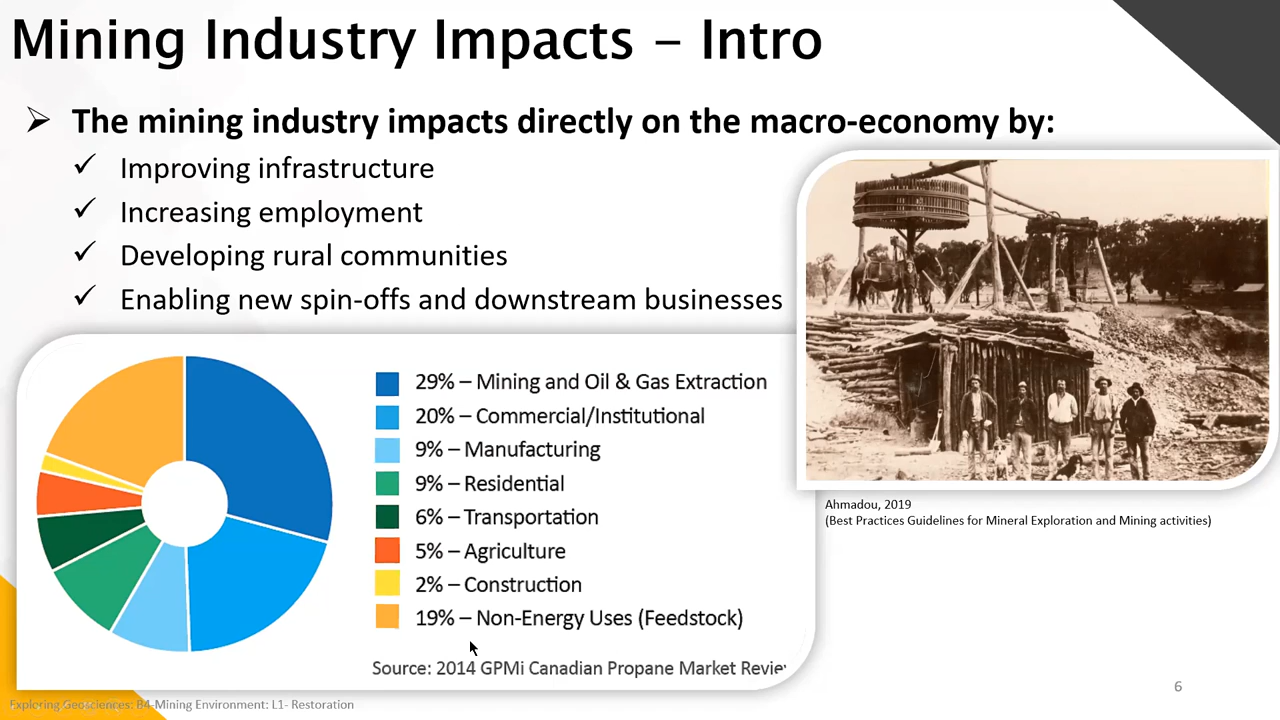 Mining Industry Impacts – Intro
The mining industry impacts directly on the macro-economy by:
Improving infrastructure
Increasing employment
Developing rural communities
Enabling new spin-offs and downstream businesses
29% – Mining and Oil & Gas Extraction
20% – Commercial/Institutional
9% – Manufacturing
9% – Residential
6% – Transportation
5% – Agriculture
2% – Construction
19% – Non-Energy Uses (Feedstock)
Source: 2014 GPMi Canadian Propane Market
Ahmadou, 2019
(Best Practices Guidelines for Mineral Exploration and Mining activities)
6
Exploring Geosciences: B4-Mining Environment: L1- Restoration